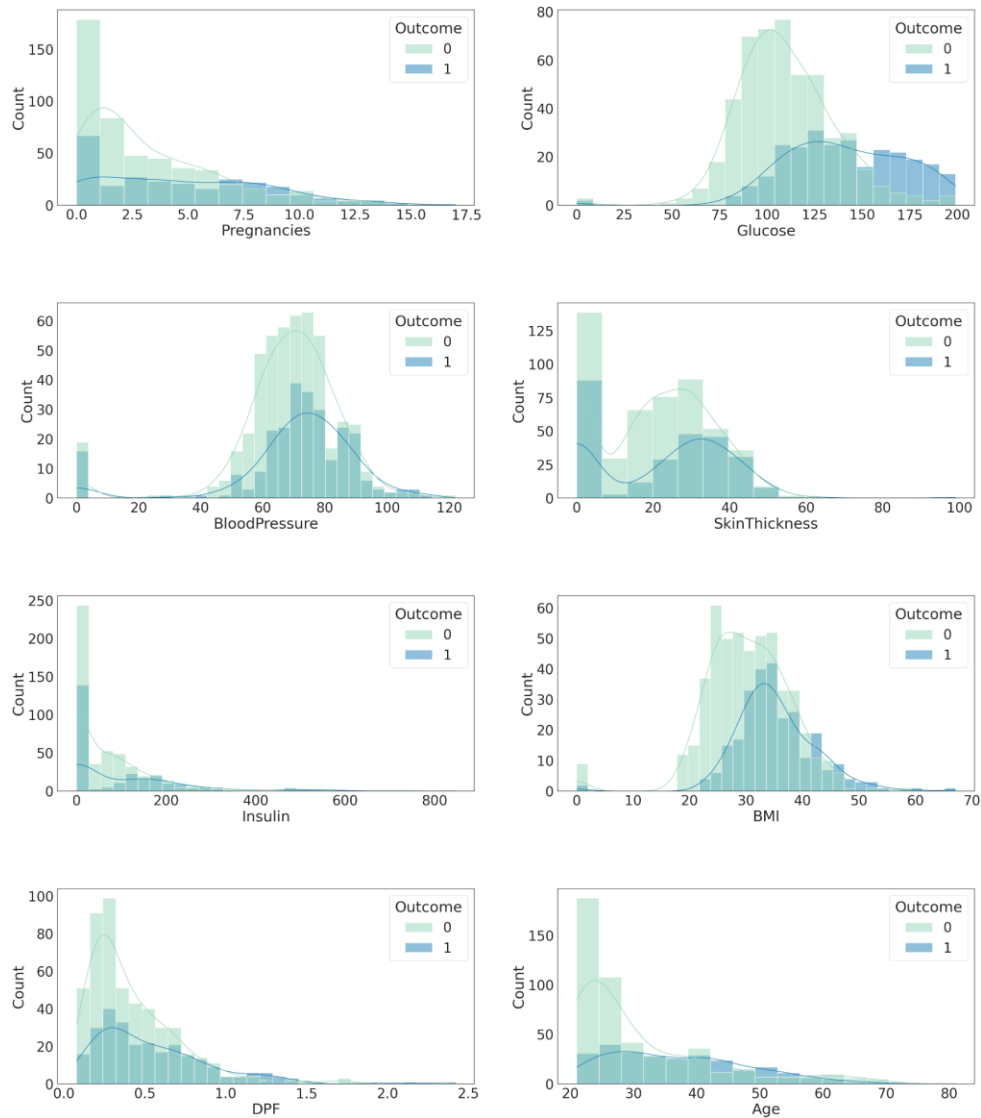 Outcome
0
1
150
100
50
0
Count
0.0 2.5 5.0 7.5 10.0 12.5 15.0 17.5
Pregnancies
Outcome
0
1
80
60
40
20
0
Count
0 25 50 75 100 125 150 175 200
Glucose
Outcome
0
1
60
50
40
30
20
10
0
Count
0 20 40 60 80 100 120
BloodPressure
Outcome
0
1
125
100
75
50
25
0
Count
0 20 40 60 80 100
SkinThickness
Outcome
0
1
250
200
150
100
50
0
Count
0 200 400 600 800
Insulin
Outcome
0
1
60
50
40
30
20
10
0
Count
0 10 20 30 40 50 60 70
BMI
Outcome
0
1
100
80
60
40
20
0
Count
0.0 0.5 1.0 1.5 2.0 2.5
DPF
Outcome
0
1
150
100
50
0
Count
20 30 40 50 60 70 80
Age